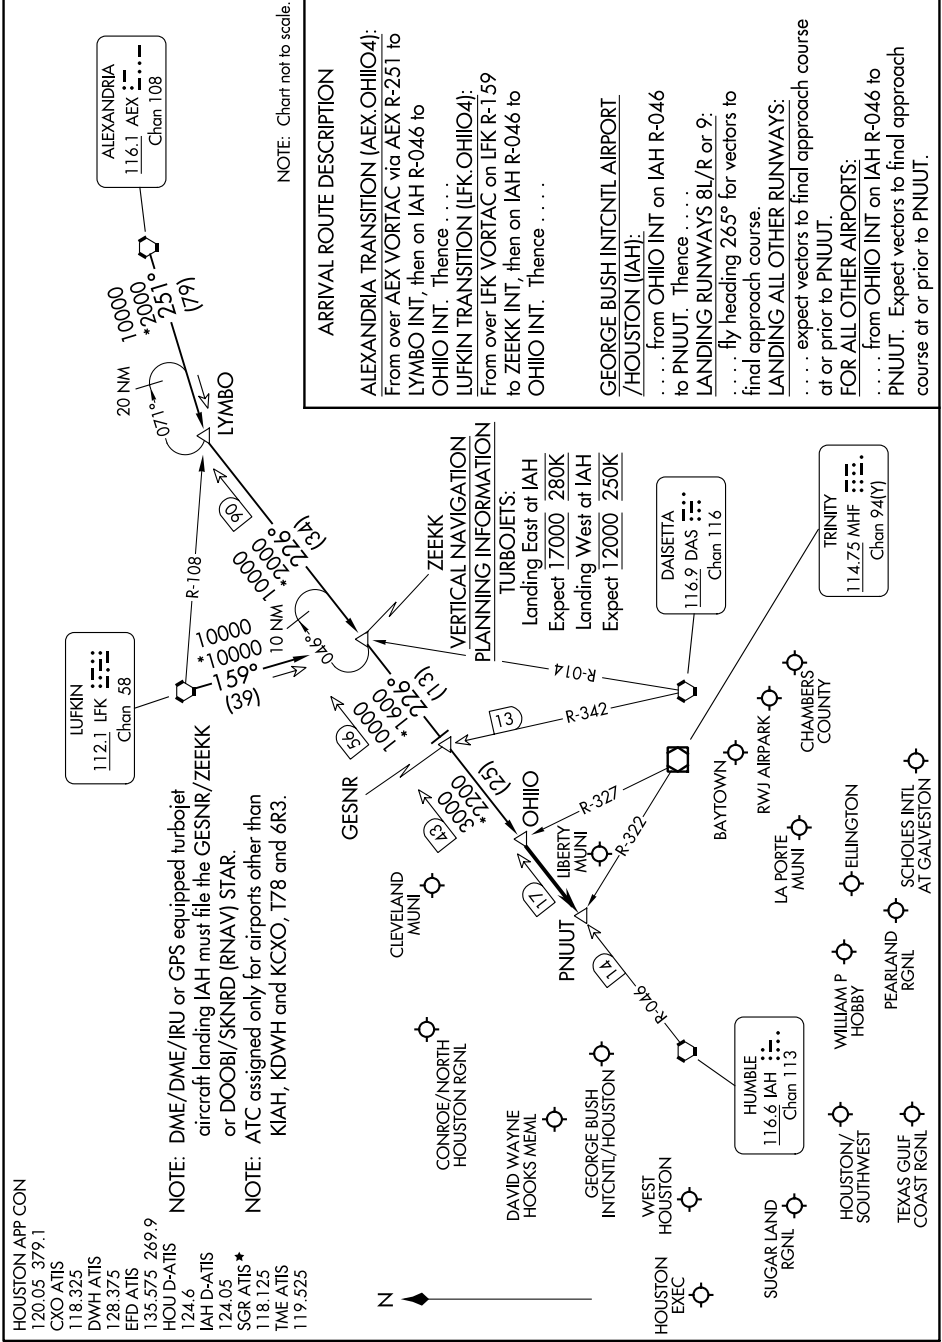 HOUSTON APP CON
120.05 379.1
CXO ATIS
118.325
DWH ATIS
128.375
EFD ATIS
135.575 269.9
HOU D-ATIS
124.6
IAH D-ATIS
124.05
SGR ATIS★
118.125
TME ATIS
119.525
NOTE: DME/DME/IRU or GPS equipped turbojet
aircraft landing IAH must file the GESNR/ZEEKK
or DOOBI/SKNRD (RNAV) STAR.
NOTE: ATC assigned only for airports other than
KIAH, KDWH and KCXO, T78 and 6R3.
LUFKIN
112.1 LFK
Chan 58
ALEXANDRIA
116.1 AEX
Chan 108
NOTE: Chart not to scale.
10000
*2000
251°
(79)
20 NM
071°
LYMBO
R-108
90
10000
*2000
226°
(34)
10000
*10000
159°
(39)
10 NM
046°
ZEEKK
VERTICAL NAVIGATION
PLANNING INFORMATION
TURBOJETS:
Landing East at IAH
Expect 17000 280K
Landing West at IAH
Expect 12000 250K
56
10000
*1600
226°
(13)
GESNR
R-014
R-342
13
DAISETTA
116.9 DAS
Chan 116
43
3000
*2200
(25)
OHIIO
R-327
R-322
TRINITY
114.75 MHF
Chan 94(Y)
17
PNUUT
14
R-046
HUMBLE
116.6 IAH
Chan 113
CLEVELAND
MUNI
LIBERTY
MUNI
CONROE/NORTH
HOUSTON RGNL
DAVID WAYNE
HOOKS MEML
GEORGE BUSH
INTCNTL/HOUSTON
WEST
HOUSTON
HOUSTON
EXEC
SUGAR LAND
RGNL
HOUSTON/
SOUTHWEST
TEXAS GULF
COAST RGNL
WILLIAM P
HOBBY
PEARLAND
RGNL
ELLINGTON
SCHOLES INTL
AT GALVESTON
LA PORTE
MUNI
BAYTOWN
RWJ AIRPARK
CHAMBERS
COUNTY
N
ARRIVAL ROUTE DESCRIPTION
ALEXANDRIA TRANSITION (AEX.OHIIO4):
From over AEX VORTAC via AEX R-251 to
LYMBO INT, then on IAH R-046 to
OHIIO INT. Thence . . . .
LUFKIN TRANSITION (LFK.OHIIO4):
From over LFK VORTAC on LFK R-159
to ZEEKK INT, then on IAH R-046 to
OHIIO INT. Thence . . . .
GEORGE BUSH INTCNTL AIRPORT
/HOUSTON (IAH):
. . . . from OHIIO INT on IAH R-046
to PNUUT. Thence . . . .
LANDING RUNWAYS 8L/R or 9:
. . . . fly heading 265° for vectors to
final approach course.
LANDING ALL OTHER RUNWAYS:
. . . . expect vectors to final approach course
at or prior to PNUUT.
FOR ALL OTHER AIRPORTS:
. . . . from OHIIO INT on IAH R-046 to
PNUUT. Expect vectors to final approach
course at or prior to PNUUT.